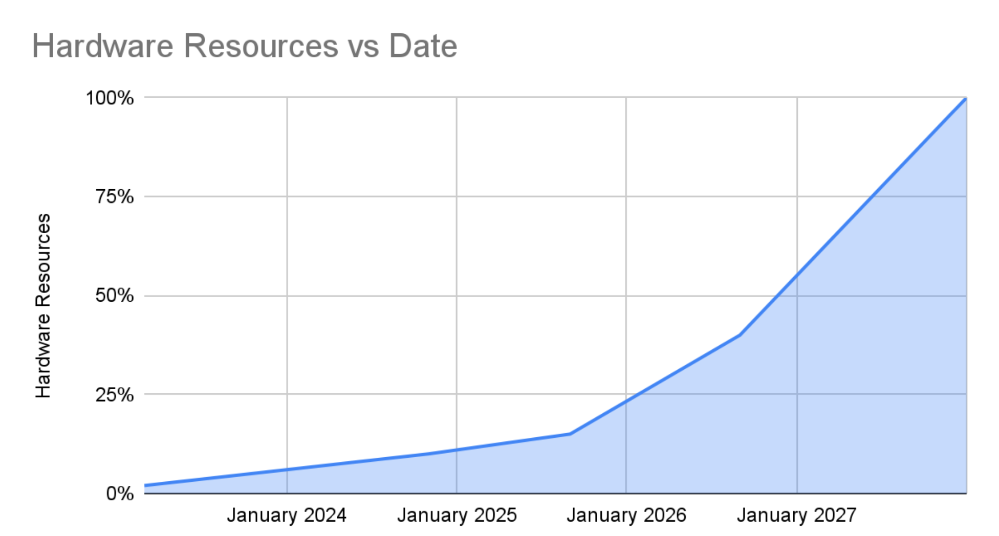 Hardware Resources vs Date
100%
75%
50%
25%
0%
Hardware Resources
January 2024
January 2025
January 2026
January 2027